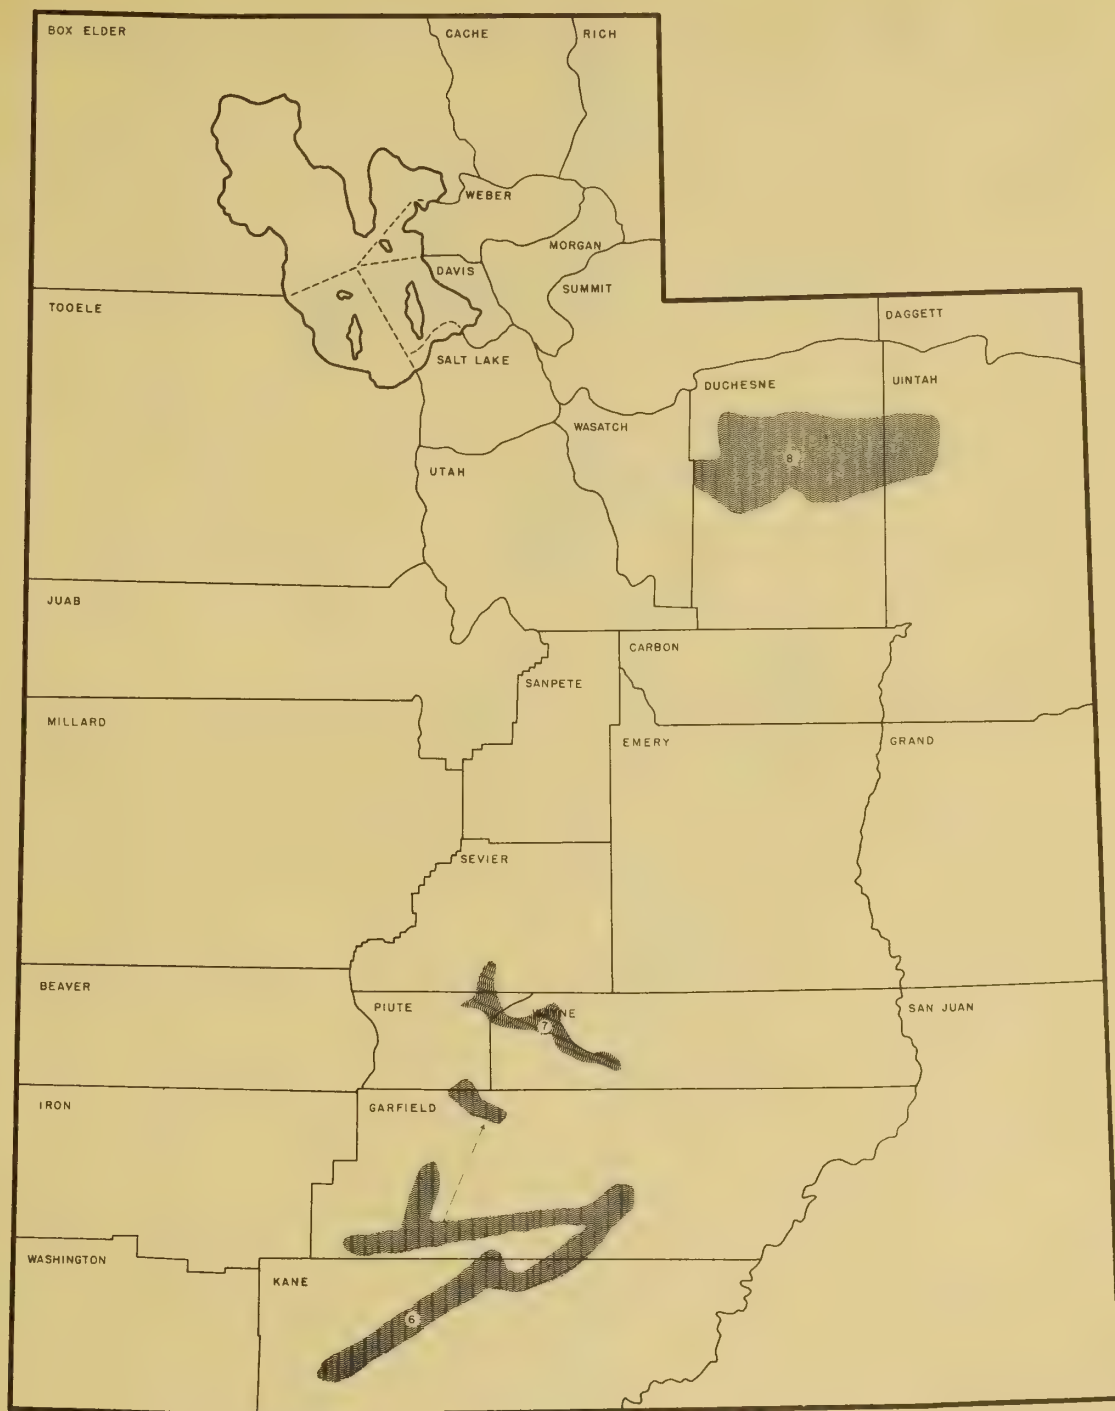 BOX ELDER
CACHE
RICH
WEBER
MORGAN
DAVIS
SUMMIT
TOOELE
DAGGETT
SALT LAKE
DUCHESNE
UINTAH
WASATCH
8
UTAH
JUAB
CARBON
SANPETE
MILLARD
EMERY
GRAND
SEVIER
BEAVER
PIUTE
WAYNE
SAN JUAN
7
IRON
GARFIELD
WASHINGTON
KANE
6